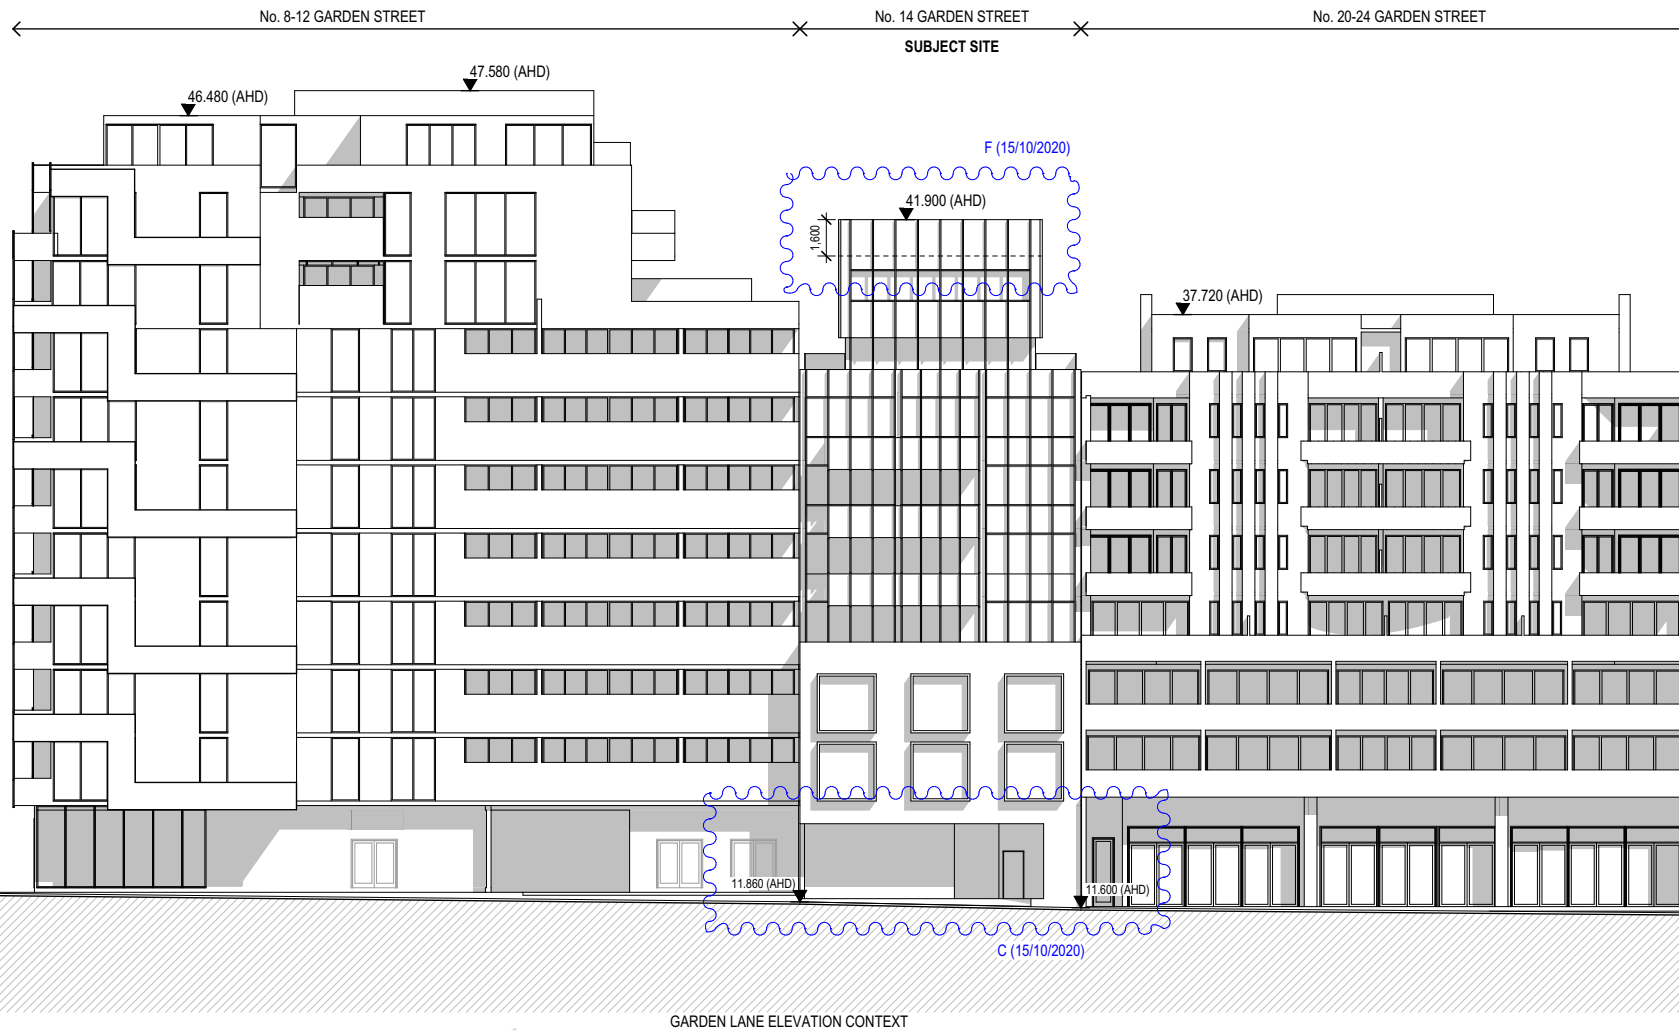 No. 8-12 GARDEN STREET
No. 14 GARDEN STREET
No. 20-24 GARDEN STREET
SUBJECT SITE
47.580 (AHD)
46.480 (AHD)
F (15/10/2020)
41.900 (AHD)
1,600
37.720 (AHD)
11.860 (AHD)
11.600 (AHD)
C (15/10/2020)
GARDEN LANE ELEVATION CONTEXT